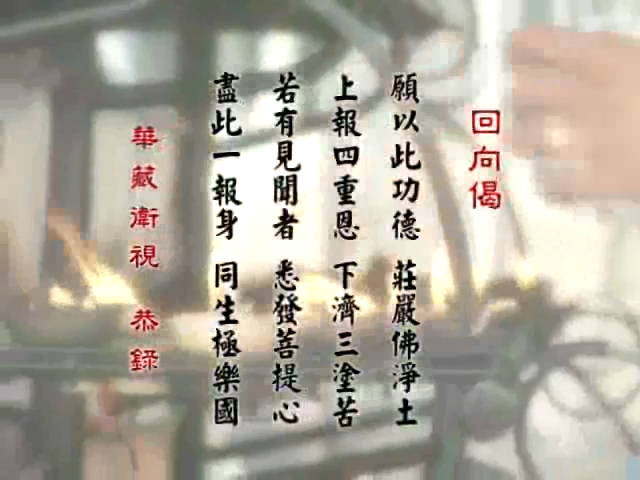 回向偈
願以此功德 莊嚴佛淨土
上報四重恩 下濟三塗苦
若有見聞者 悉發菩提心
盡此一報身 同生極樂國
華藏衛視 恭錄